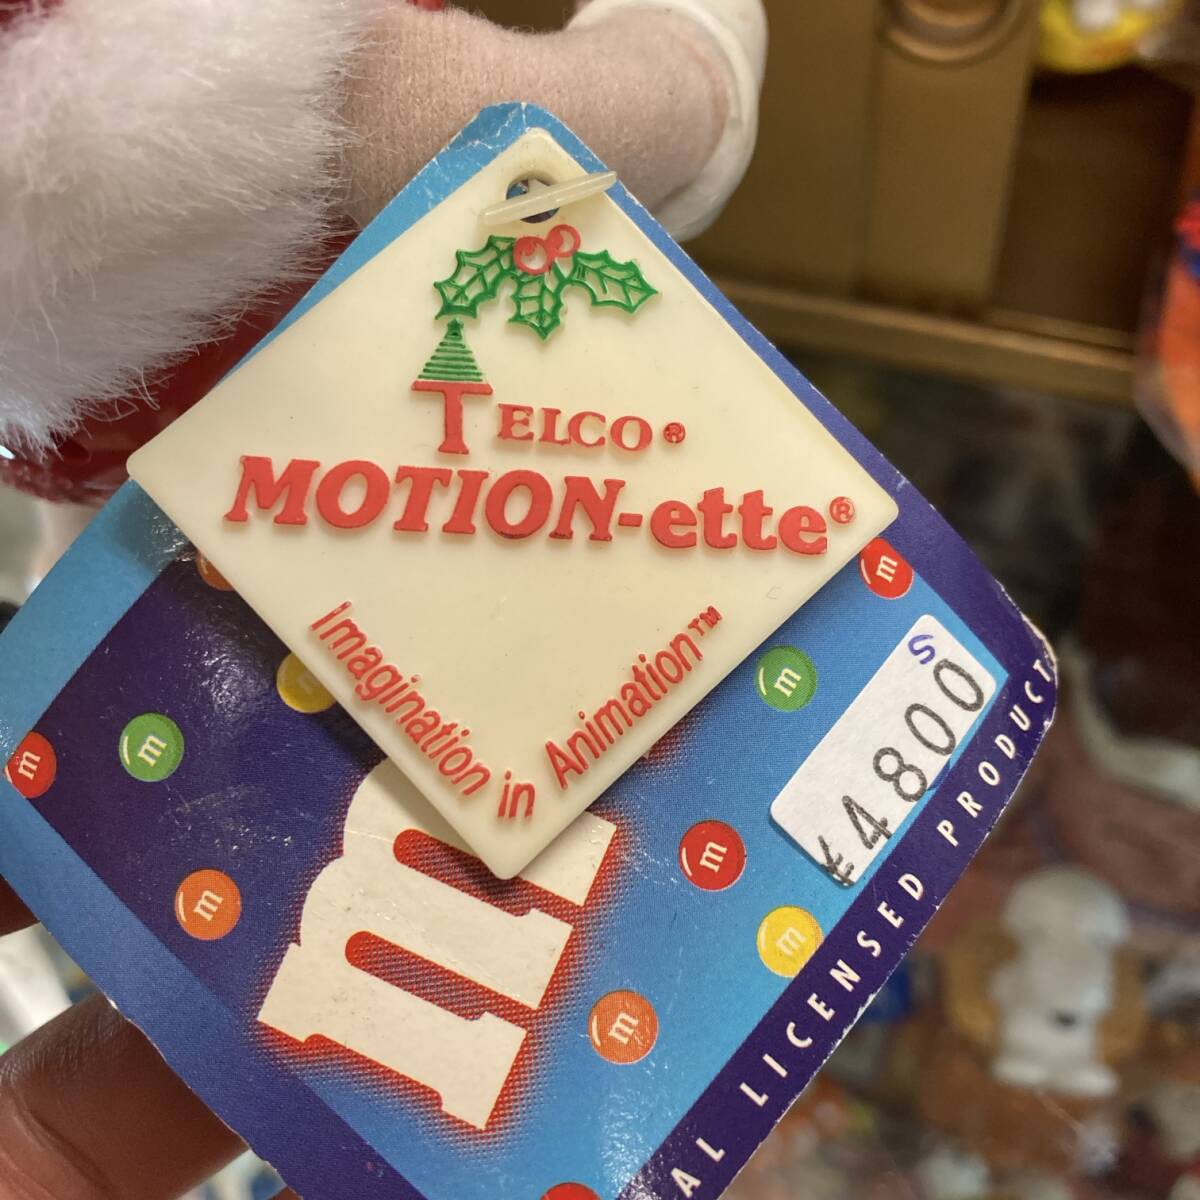 TELCO®
MOTION-ette®
Imagination in Animation™
S
¥4800
AL LICENSED PRODUCT
m
m
m
m
m
m
m
m
m